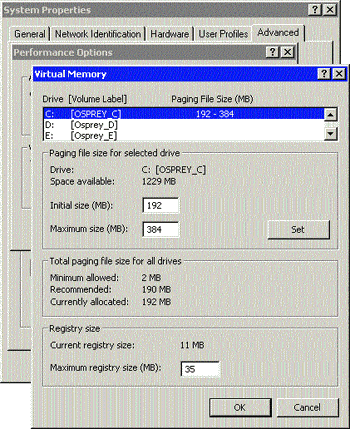 System Properties
General Network Identification Hardware User Profiles Advanced
Performance Options
Virtual Memory
Drive [Volume Label] Paging File Size (MB)
C: [OSPREY_C] 192 - 384
D: [Osprey_D]
E: [Osprey_E]
Paging file size for selected drive
Drive: C: [OSPREY_C]
Space available: 1229 MB
Initial size (MB): 192
Maximum size (MB): 384
Set
Total paging file size for all drives
Minimum allowed: 2 MB
Recommended: 190 MB
Currently allocated: 192 MB
Registry size
Current registry size: 11 MB
Maximum registry size (MB): 35
OK Cancel